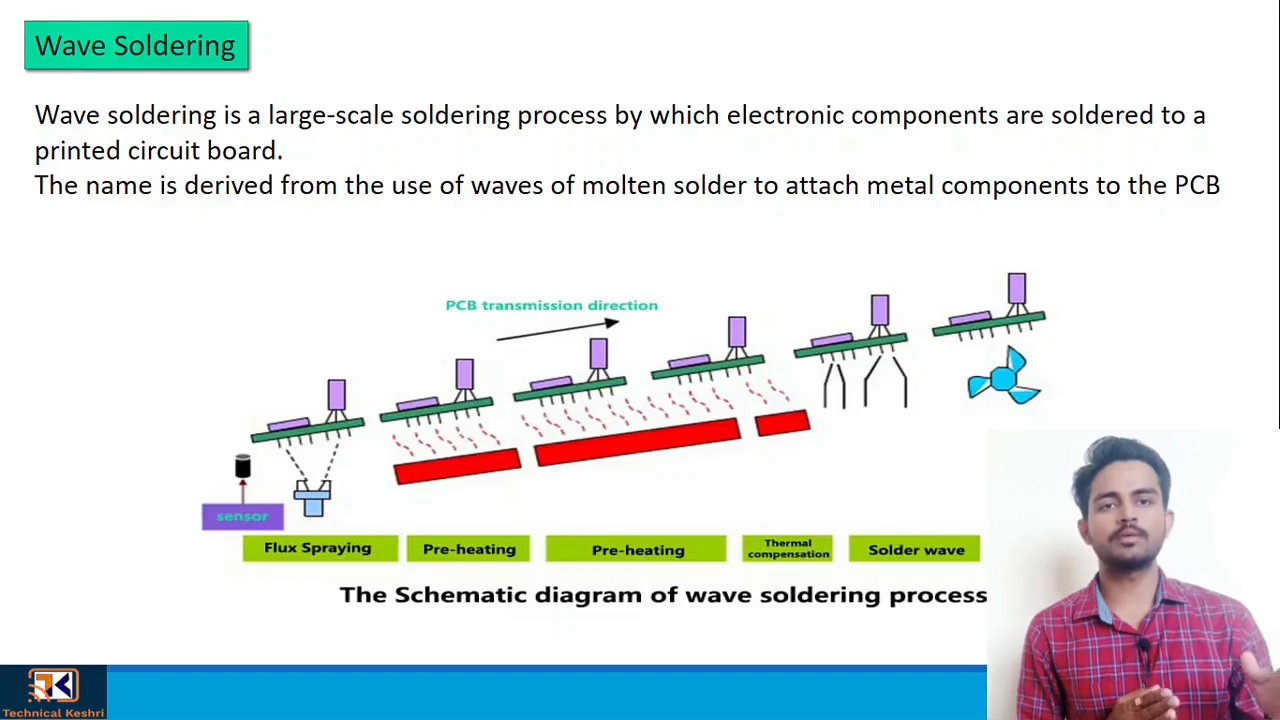 Wave Soldering
Wave soldering is a large-scale soldering process by which electronic components are soldered to a
printed circuit board.
The name is derived from the use of waves of molten solder to attach metal components to the PCB
PCB transmission direction
sensor
Flux Spraying
Pre-heating
Pre-heating
Thermal
compensation
Solder wave
The Schematic diagram of wave soldering process
TK
Technical Keshri